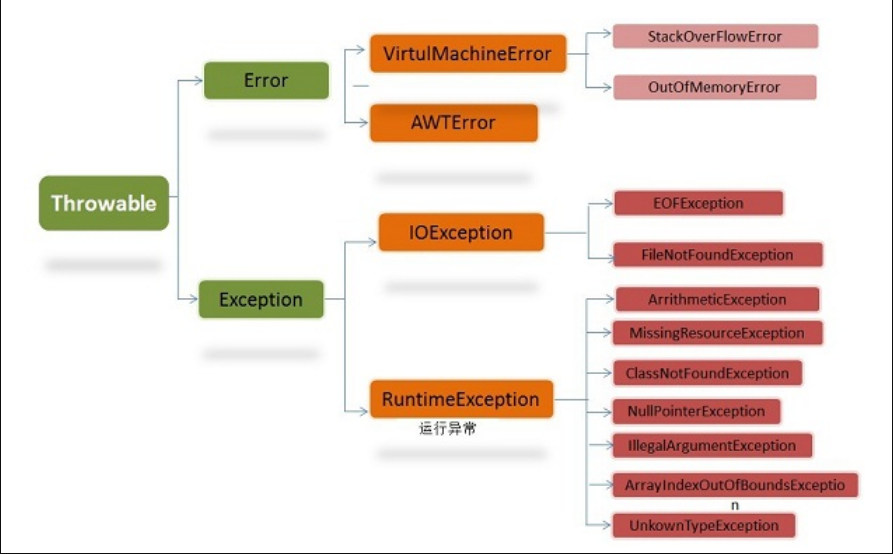 Throwable
Error
VirtulMachineError
StackOverFlowError
OutOfMemoryError
AWTError
Exception
IOException
EOFException
FileNotFoundException
RuntimeException
运行异常
ArrithmeticException
MissingResourceException
ClassNotFoundException
NullPointerException
IllegalArgumentException
ArrayIndexOutOfBoundsExceptio
n
UnkownTypeException